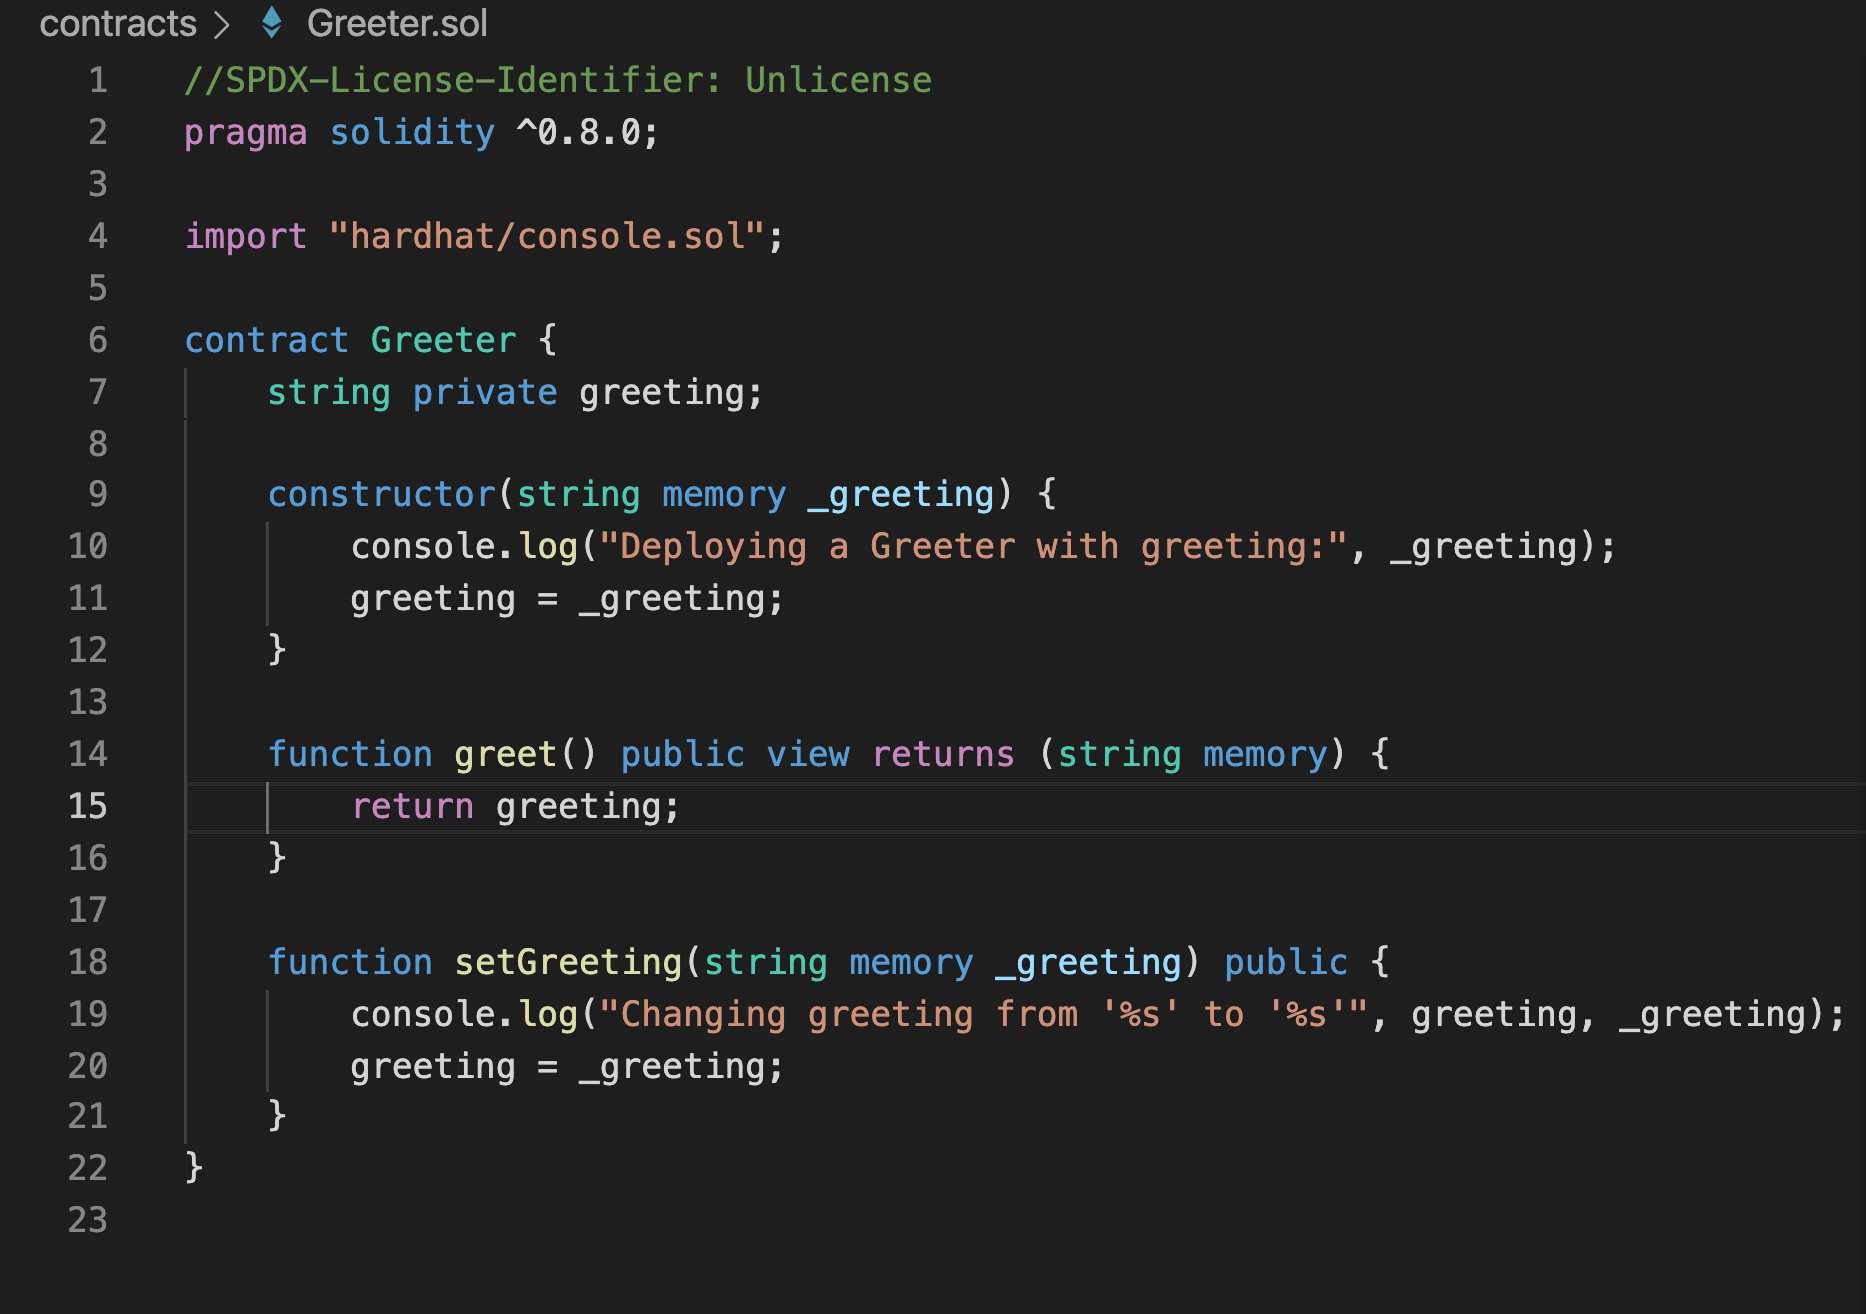 contracts > Greeter.sol
1 //SPDX-License-Identifier: Unlicense
2 pragma solidity ^0.8.0;
3
4 import "hardhat/console.sol";
5
6 contract Greeter {
7     string private greeting;
8
9     constructor(string memory _greeting) {
10         console.log("Deploying a Greeter with greeting:", _greeting);
11         greeting = _greeting;
12     }
13
14     function greet() public view returns (string memory) {
15         return greeting;
16     }
17
18     function setGreeting(string memory _greeting) public {
19         console.log("Changing greeting from '%s' to '%s'", greeting, _greeting);
20         greeting = _greeting;
21     }
22 }
23